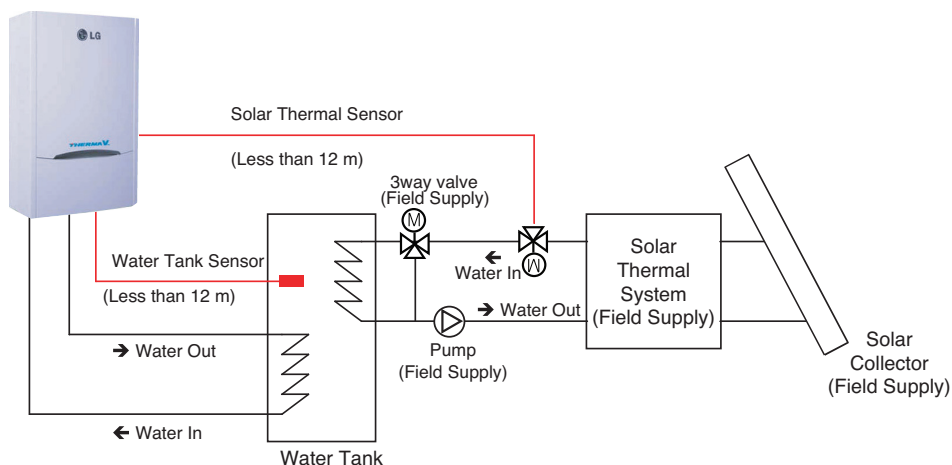 LG
THERMA V.
Solar Thermal Sensor
(Less than 12 m)
3way valve
(Field Supply)
M
M
Water In
Water Tank Sensor
(Less than 12 m)
Solar
Thermal
System
(Field Supply)
→ Water Out
Pump
(Field Supply)
→ Water Out
← Water In
Solar
Collector
(Field Supply)
Water Tank